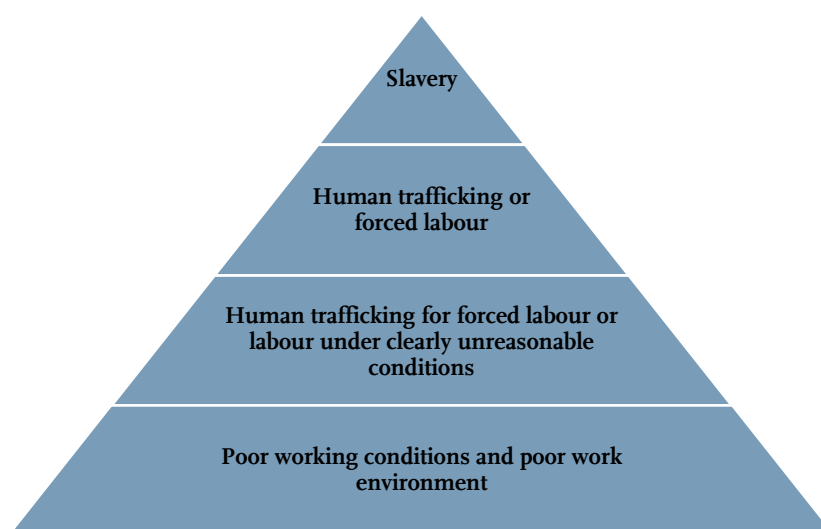 Slavery
Human trafficking or
forced labour
Human trafficking for forced labour or
labour under clearly unreasonable
conditions
Poor working conditions and poor work
environment